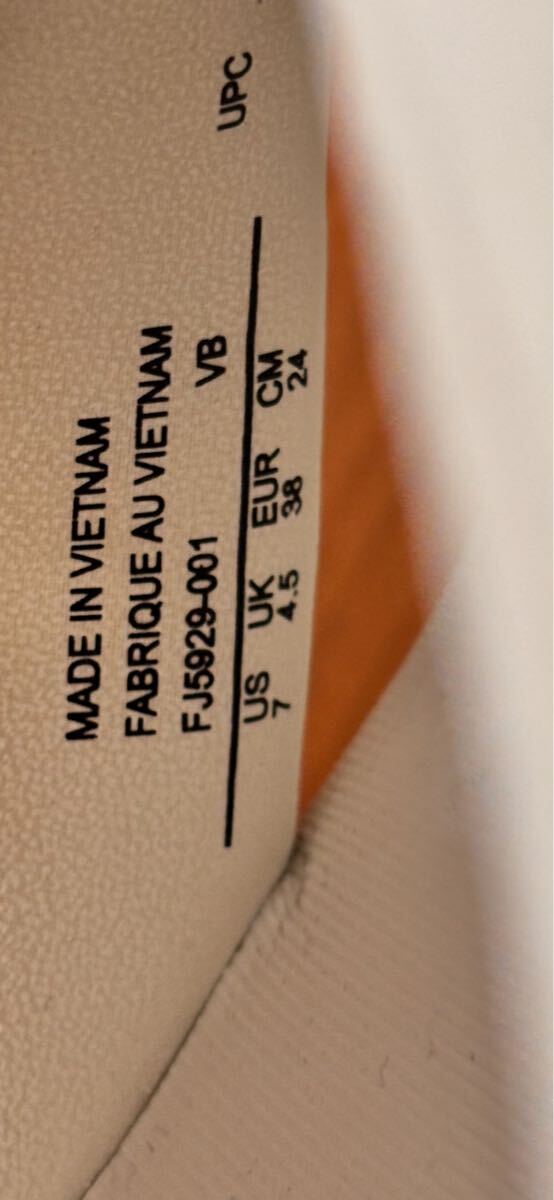 MADE IN VIETNAM
FABRIQUE AU VIETNAM
FJ5929-001 VB UPC
US UK EUR CM
7 4.5 38 24